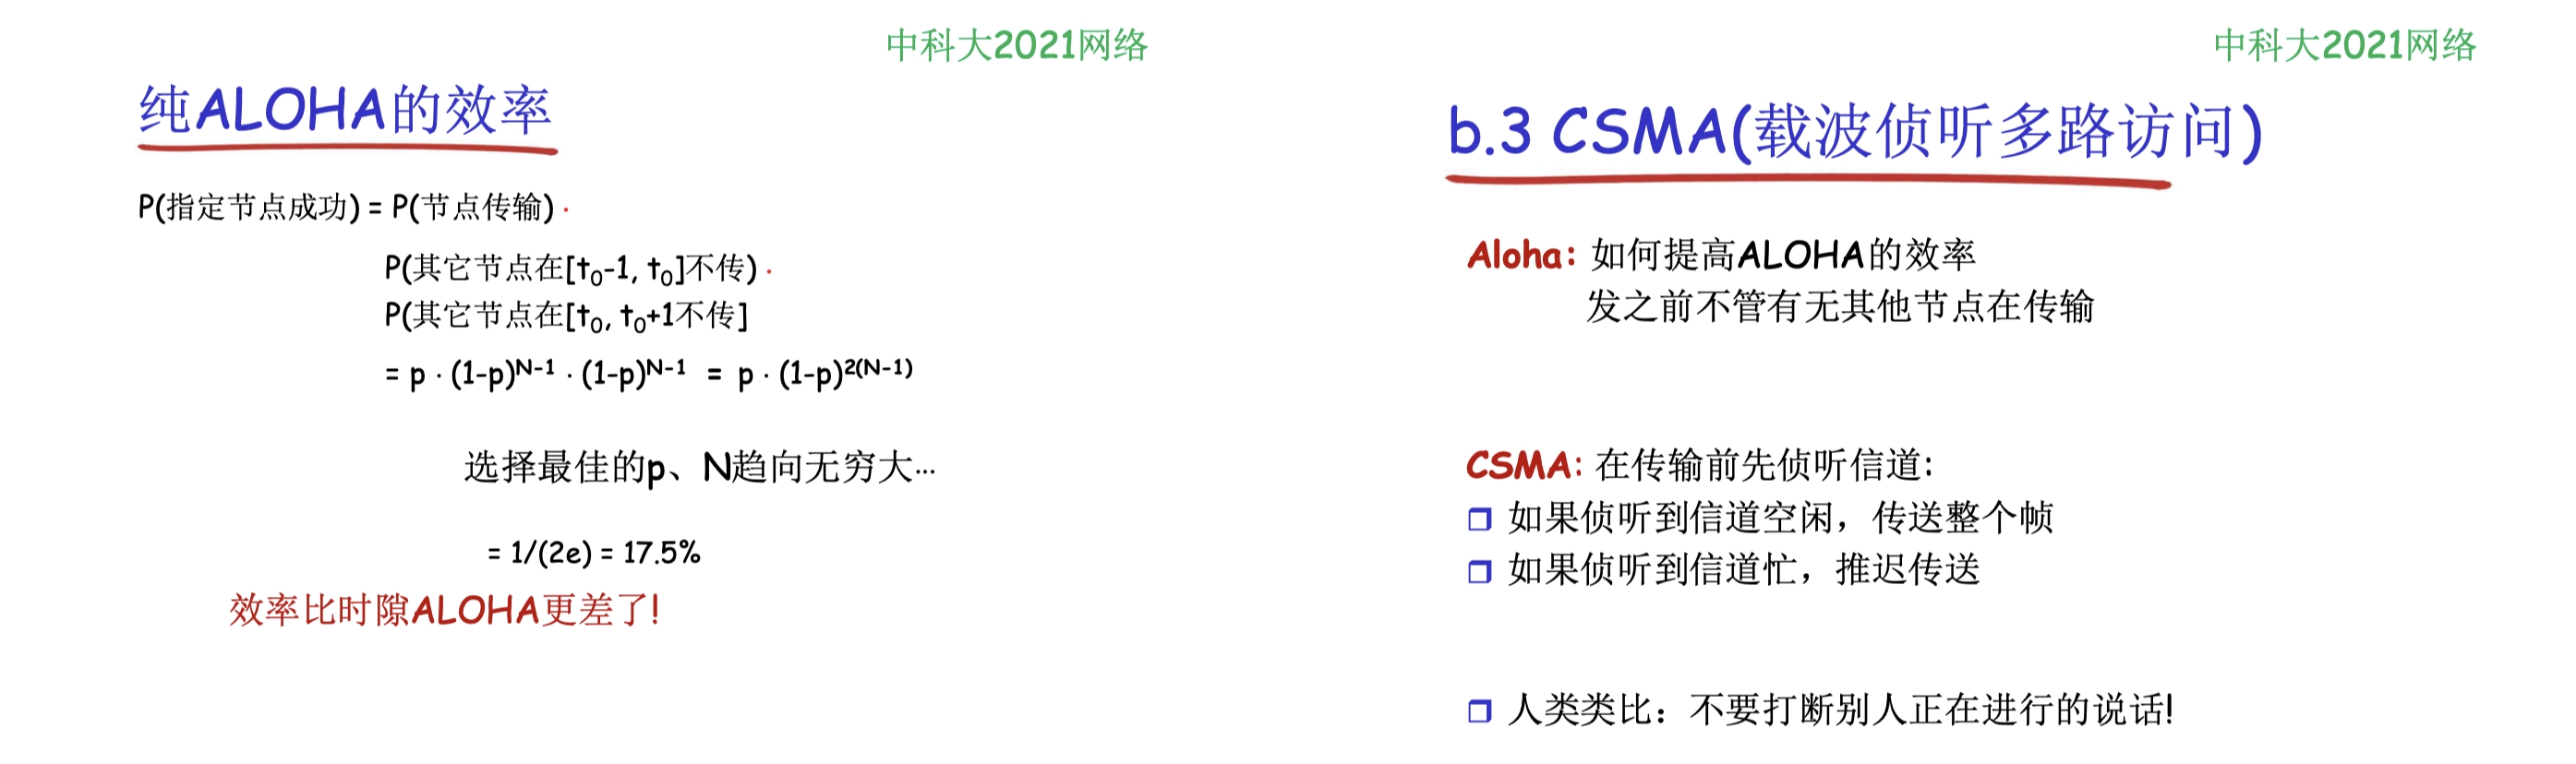 中科大2021网络
纯ALOHA的效率
P(指定节点成功) = P(节点传输) ·
P(其它节点在[t₀-1, t₀]不传) ·
P(其它节点在[t₀, t₀+1不传]
= p · (1-p)ᴺ⁻¹ · (1-p)ᴺ⁻¹ = p · (1-p)²⁽ᴺ⁻¹⁾
选择最佳的p、N趋向无穷大…
= 1/(2e) = 17.5%
效率比时隙ALOHA更差了!
中科大2021网络
b.3 CSMA(载波侦听多路访问)
Aloha: 如何提高ALOHA的效率
发之前不管有无其他节点在传输
CSMA: 在传输前先侦听信道:
如果侦听到信道空闲，传送整个帧
如果侦听到信道忙，推迟传送
人类类比：不要打断别人正在进行的说话!